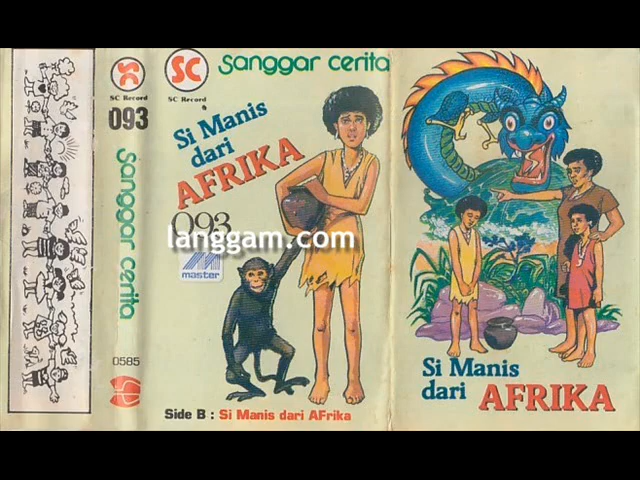 SC Record
093
Sanggar cerita
0585
SC
SC Record
Sanggar cerita
Si Manis
dari
AFRIKA
093
master
Side B : Si Manis dari AFrika
langgam.com
Si Manis
dari AFRIKA